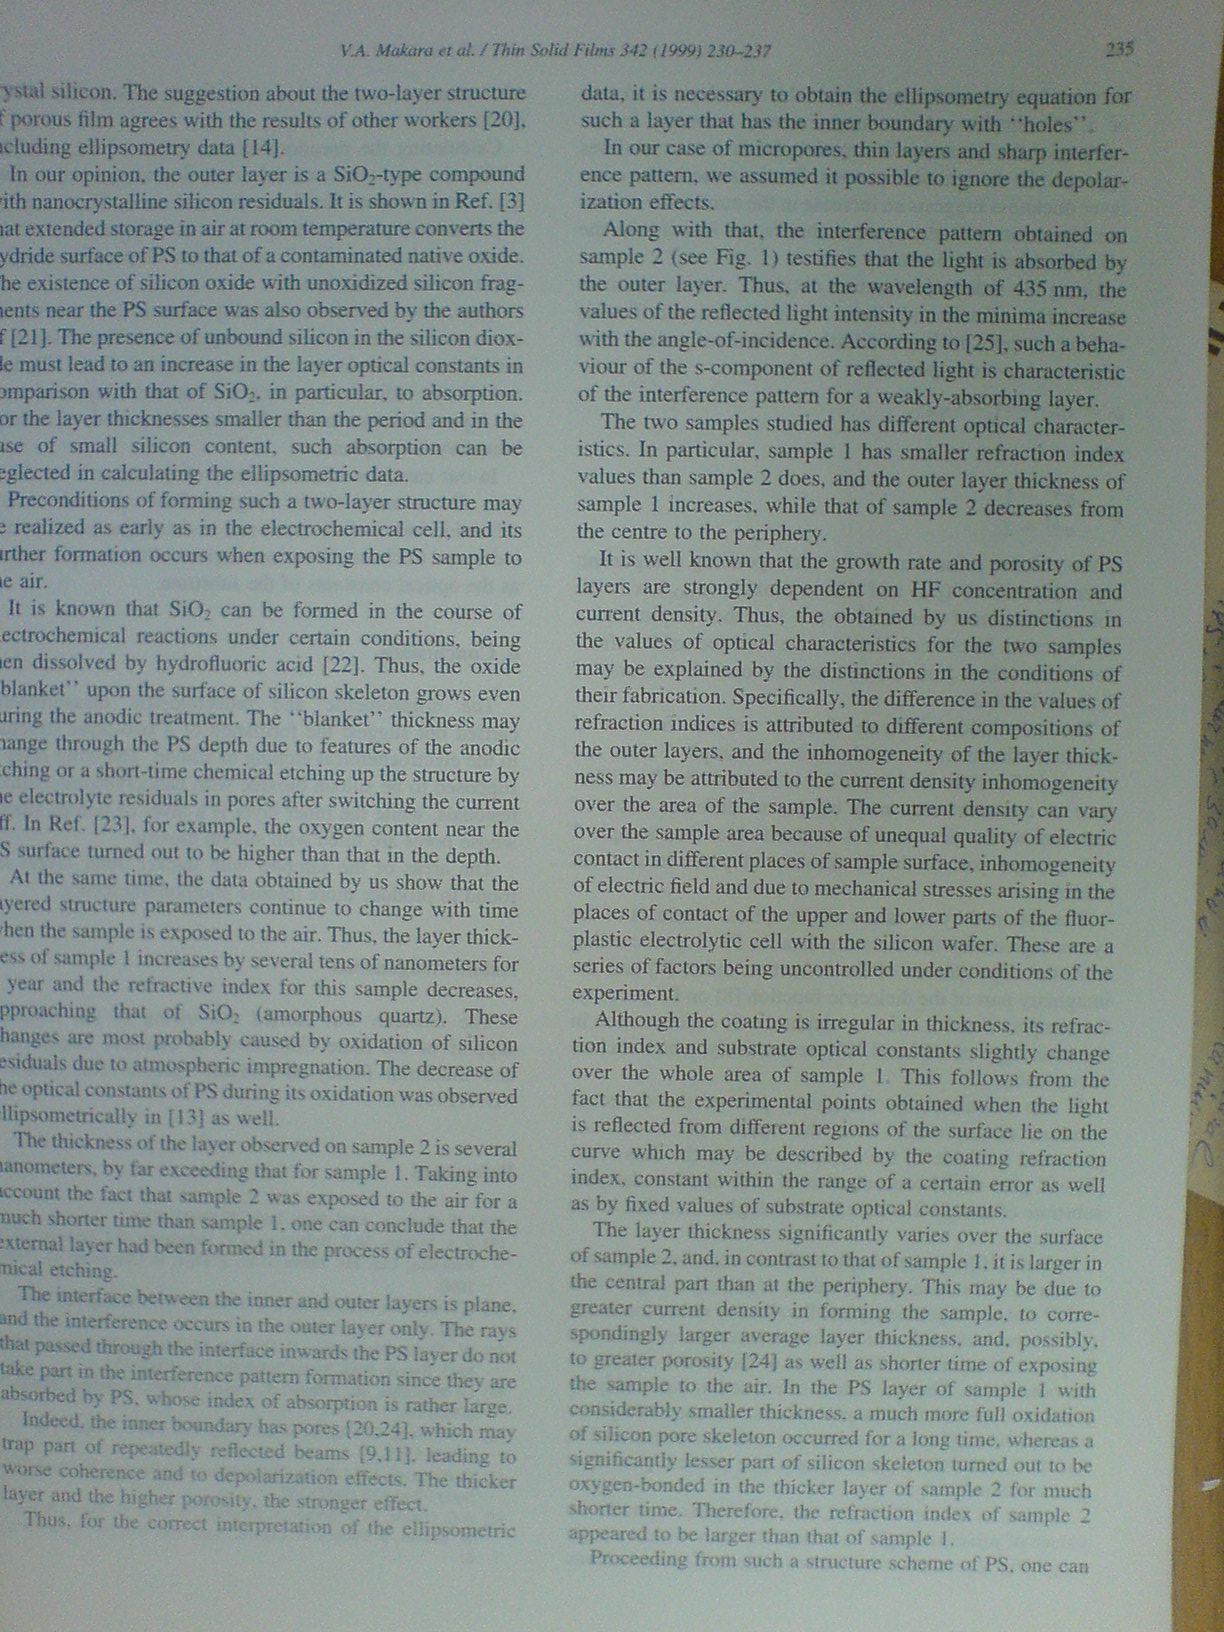 V.A. Makara et al. / Thin Solid Films 342 (1999) 230–237
235
ystal silicon. The suggestion about the two-layer structure
f porous film agrees with the results of other workers [20],
cluding ellipsometry data [14].
In our opinion, the outer layer is a SiO₂-type compound
ith nanocrystalline silicon residuals. It is shown in Ref. [3]
at extended storage in air at room temperature converts the
ydride surface of PS to that of a contaminated native oxide.
he existence of silicon oxide with unoxidized silicon frag-
ents near the PS surface was also observed by the authors
f [21]. The presence of unbound silicon in the silicon diox-
le must lead to an increase in the layer optical constants in
omparison with that of SiO₂, in particular, to absorption.
or the layer thicknesses smaller than the period and in the
ase of small silicon content, such absorption can be
eglected in calculating the ellipsometric data.
Preconditions of forming such a two-layer structure may
e realized as early as in the electrochemical cell, and its
urther formation occurs when exposing the PS sample to
e air.
It is known that SiO₂ can be formed in the course of
ectrochemical reactions under certain conditions, being
en dissolved by hydrofluoric acid [22]. Thus, the oxide
blanket’’ upon the surface of silicon skeleton grows even
uring the anodic treatment. The ‘‘blanket’’ thickness may
hange through the PS depth due to features of the anodic
ching or a short-time chemical etching up the structure by
e electrolyte residuals in pores after switching the current
ff. In Ref. [23], for example, the oxygen content near the
S surface turned out to be higher than that in the depth.
At the same time, the data obtained by us show that the
ayered structure parameters continue to change with time
hen the sample is exposed to the air. Thus, the layer thick-
ess of sample 1 increases by several tens of nanometers for
year and the refractive index for this sample decreases,
pproaching that of SiO₂ (amorphous quartz). These
hanges are most probably caused by oxidation of silicon
esiduals due to atmospheric impregnation. The decrease of
he optical constants of PS during its oxidation was observed
llipsometrically in [13] as well.
The thickness of the layer observed on sample 2 is several
nanometers, by far exceeding that for sample 1. Taking into
account the fact that sample 2 was exposed to the air for a
much shorter time than sample 1, one can conclude that the
external layer had been formed in the process of electroche-
mical etching.
The interface between the inner and outer layers is plane,
and the interference occurs in the outer layer only. The rays
that passed through the interface inwards the PS layer do not
take part in the interference pattern formation since they are
absorbed by PS, whose index of absorption is rather large.
Indeed, the inner boundary has pores [20,24], which may
trap part of repeatedly reflected beams [9,11], leading to
worse coherence and to depolarization effects. The thicker
layer and the higher porosity, the stronger effect.
Thus, for the correct interpretation of the ellipsometric
data, it is necessary to obtain the ellipsometry equation for
such a layer that has the inner boundary with ‘‘holes’’.
In our case of micropores, thin layers and sharp interfer-
ence pattern, we assumed it possible to ignore the depolar-
ization effects.
Along with that, the interference pattern obtained on
sample 2 (see Fig. 1) testifies that the light is absorbed by
the outer layer. Thus, at the wavelength of 435 nm, the
values of the reflected light intensity in the minima increase
with the angle-of-incidence. According to [25], such a beha-
viour of the s-component of reflected light is characteristic
of the interference pattern for a weakly-absorbing layer.
The two samples studied has different optical character-
istics. In particular, sample 1 has smaller refraction index
values than sample 2 does, and the outer layer thickness of
sample 1 increases, while that of sample 2 decreases from
the centre to the periphery.
It is well known that the growth rate and porosity of PS
layers are strongly dependent on HF concentration and
current density. Thus, the obtained by us distinctions in
the values of optical characteristics for the two samples
may be explained by the distinctions in the conditions of
their fabrication. Specifically, the difference in the values of
refraction indices is attributed to different compositions of
the outer layers, and the inhomogeneity of the layer thick-
ness may be attributed to the current density inhomogeneity
over the area of the sample. The current density can vary
over the sample area because of unequal quality of electric
contact in different places of sample surface, inhomogeneity
of electric field and due to mechanical stresses arising in the
places of contact of the upper and lower parts of the fluor-
plastic electrolytic cell with the silicon wafer. These are a
series of factors being uncontrolled under conditions of the
experiment.
Although the coating is irregular in thickness, its refrac-
tion index and substrate optical constants slightly change
over the whole area of sample 1. This follows from the
fact that the experimental points obtained when the light
is reflected from different regions of the surface lie on the
curve which may be described by the coating refraction
index, constant within the range of a certain error as well
as by fixed values of substrate optical constants.
The layer thickness significantly varies over the surface
of sample 2, and, in contrast to that of sample 1, it is larger in
the central part than at the periphery. This may be due to
greater current density in forming the sample, to corre-
spondingly larger average layer thickness, and, possibly,
to greater porosity [24] as well as shorter time of exposing
the sample to the air. In the PS layer of sample 1 with
considerably smaller thickness, a much more full oxidation
of silicon pore skeleton occurred for a long time, whereas a
significantly lesser part of silicon skeleton turned out to be
oxygen-bonded in the thicker layer of sample 2 for much
shorter time. Therefore, the refraction index of sample 2
appeared to be larger than that of sample 1.
Proceeding from such a structure scheme of PS, one can